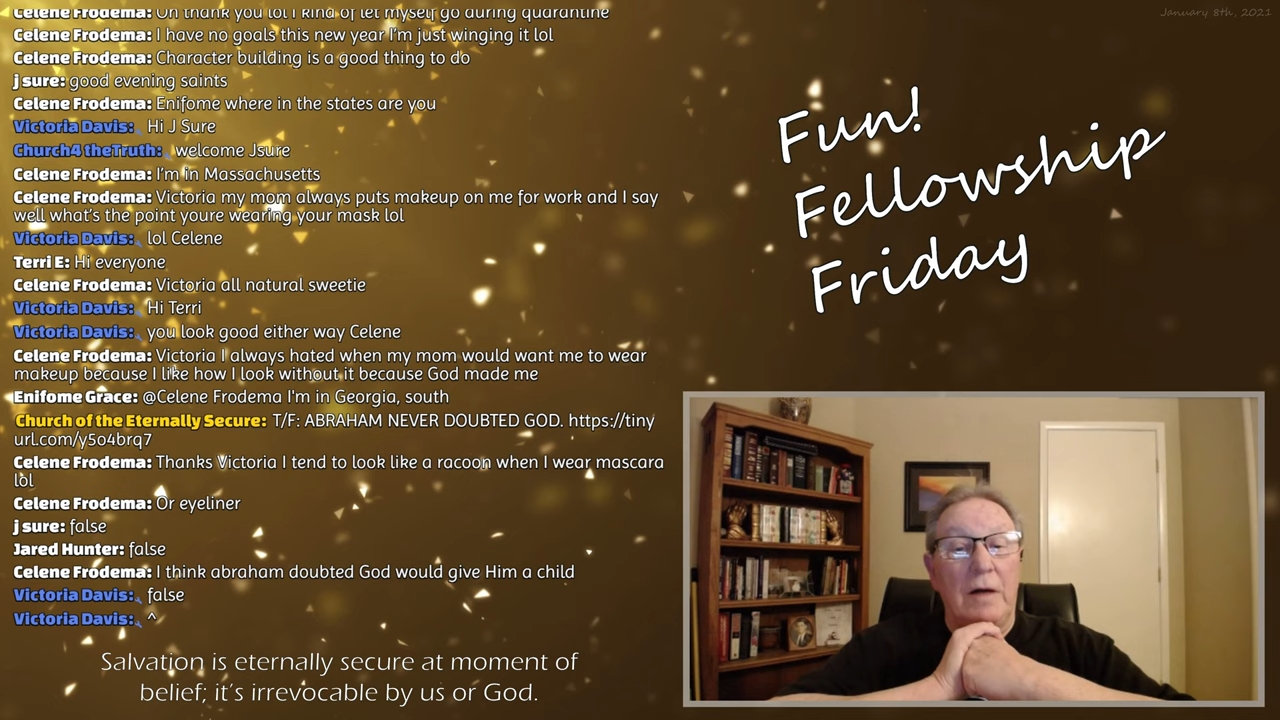 Celene Frodema: Oh thank you lol I kind of let myself go during quarantine
Celene Frodema: I have no goals this new year I'm just winging it lol
Celene Frodema: Character building is a good thing to do
j sure: good evening saints
Celene Frodema: Enifome where in the states are you
Victoria Davis: Hi J Sure
Church4 theTruth: welcome Jsure
Celene Frodema: I'm in Massachusetts
Celene Frodema: Victoria my mom always puts makeup on me for work and I say
well what's the point youre wearing your mask lol
Victoria Davis: lol Celene
Terri E: Hi everyone
Celene Frodema: Victoria all natural sweetie
Victoria Davis: Hi Terri
Victoria Davis: you look good either way Celene
Celene Frodema: Victoria I always hated when my mom would want me to wear
makeup because I like how I look without it because God made me
Enifome Grace: @Celene Frodema I'm in Georgia, south
Church of the Eternally Secure: T/F: ABRAHAM NEVER DOUBTED GOD. https://tiny
url.com/y5o4brq7
Celene Frodema: Thanks Victoria I tend to look like a racoon when I wear mascara
lol
Celene Frodema: Or eyeliner
j sure: false
Jared Hunter: false
Celene Frodema: I think abraham doubted God would give Him a child
Victoria Davis: false
Victoria Davis: ^
Salvation is eternally secure at moment of
belief; it's irrevocable by us or God.
January 8th, 2021
Fun!
Fellowship
Friday